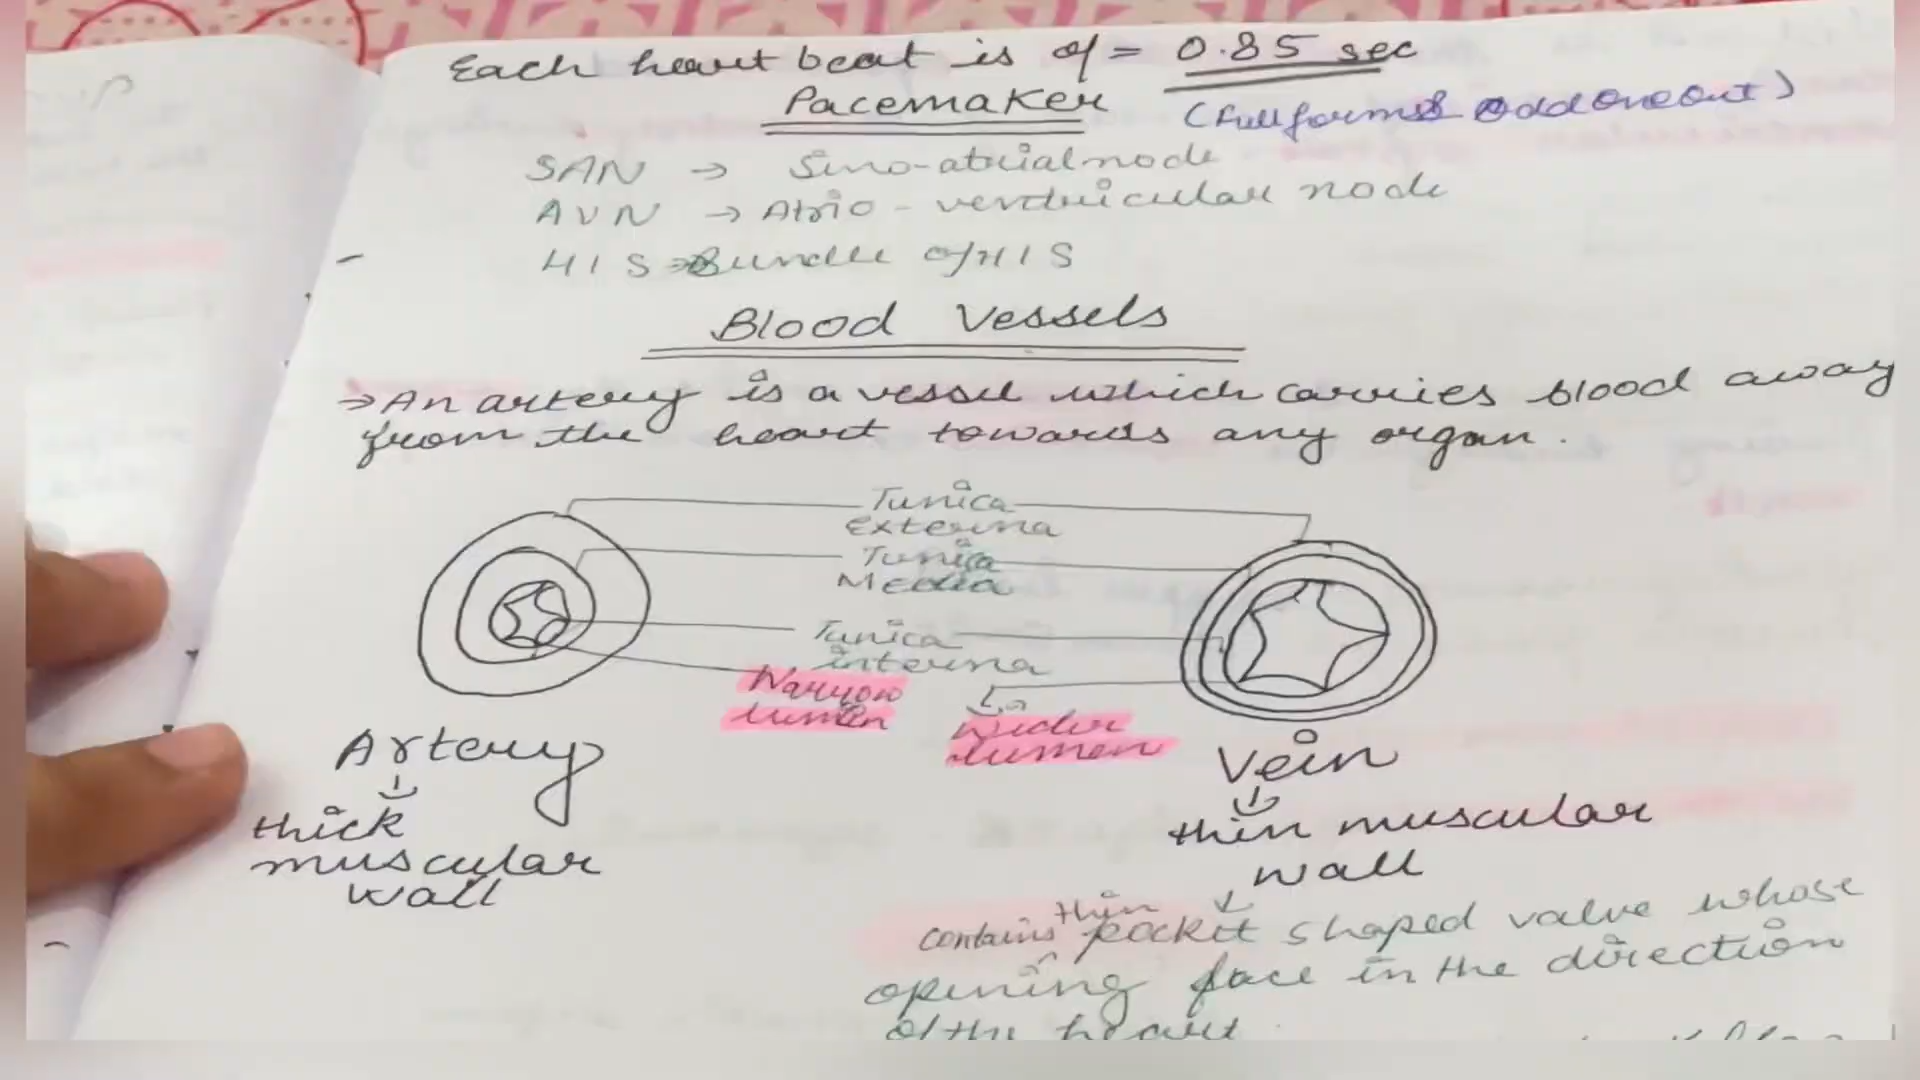 Each heart beat is of = 0.85 sec
Pacemaker
(Full forms & odd one out)
SAN → Sino-atrial node
AVN → Atrio-ventricular node
HIS → Bundle of HIS
Blood Vessels
→ An artery is a vessel which carries blood away
from the heart towards any organ.
Tunica
Externa
Tunica
Media
Tunica
interna
Narrow
lumen
Wider
lumen
Artery
thick
muscular
wall
Vein
thin muscular
wall
contains thin pocket shaped valve whose
opening face in the direction
of the heart.